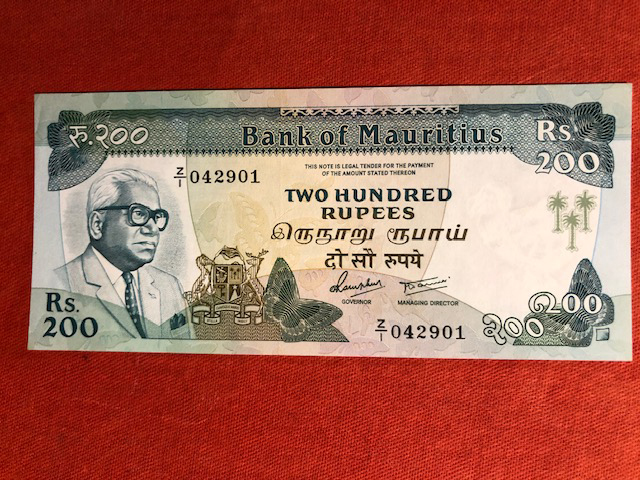 रु.२००
Bank of Mauritius
Rs
200
Z/1 042901
THIS NOTE IS LEGAL TENDER FOR THE PAYMENT
OF THE AMOUNT STATED THEREON
TWO HUNDRED
RUPEES
இருநூறு ரூபாய்
दो सौ रुपये
GOVERNOR
MANAGING DIRECTOR
Rs.
200
Z/1 042901
२००